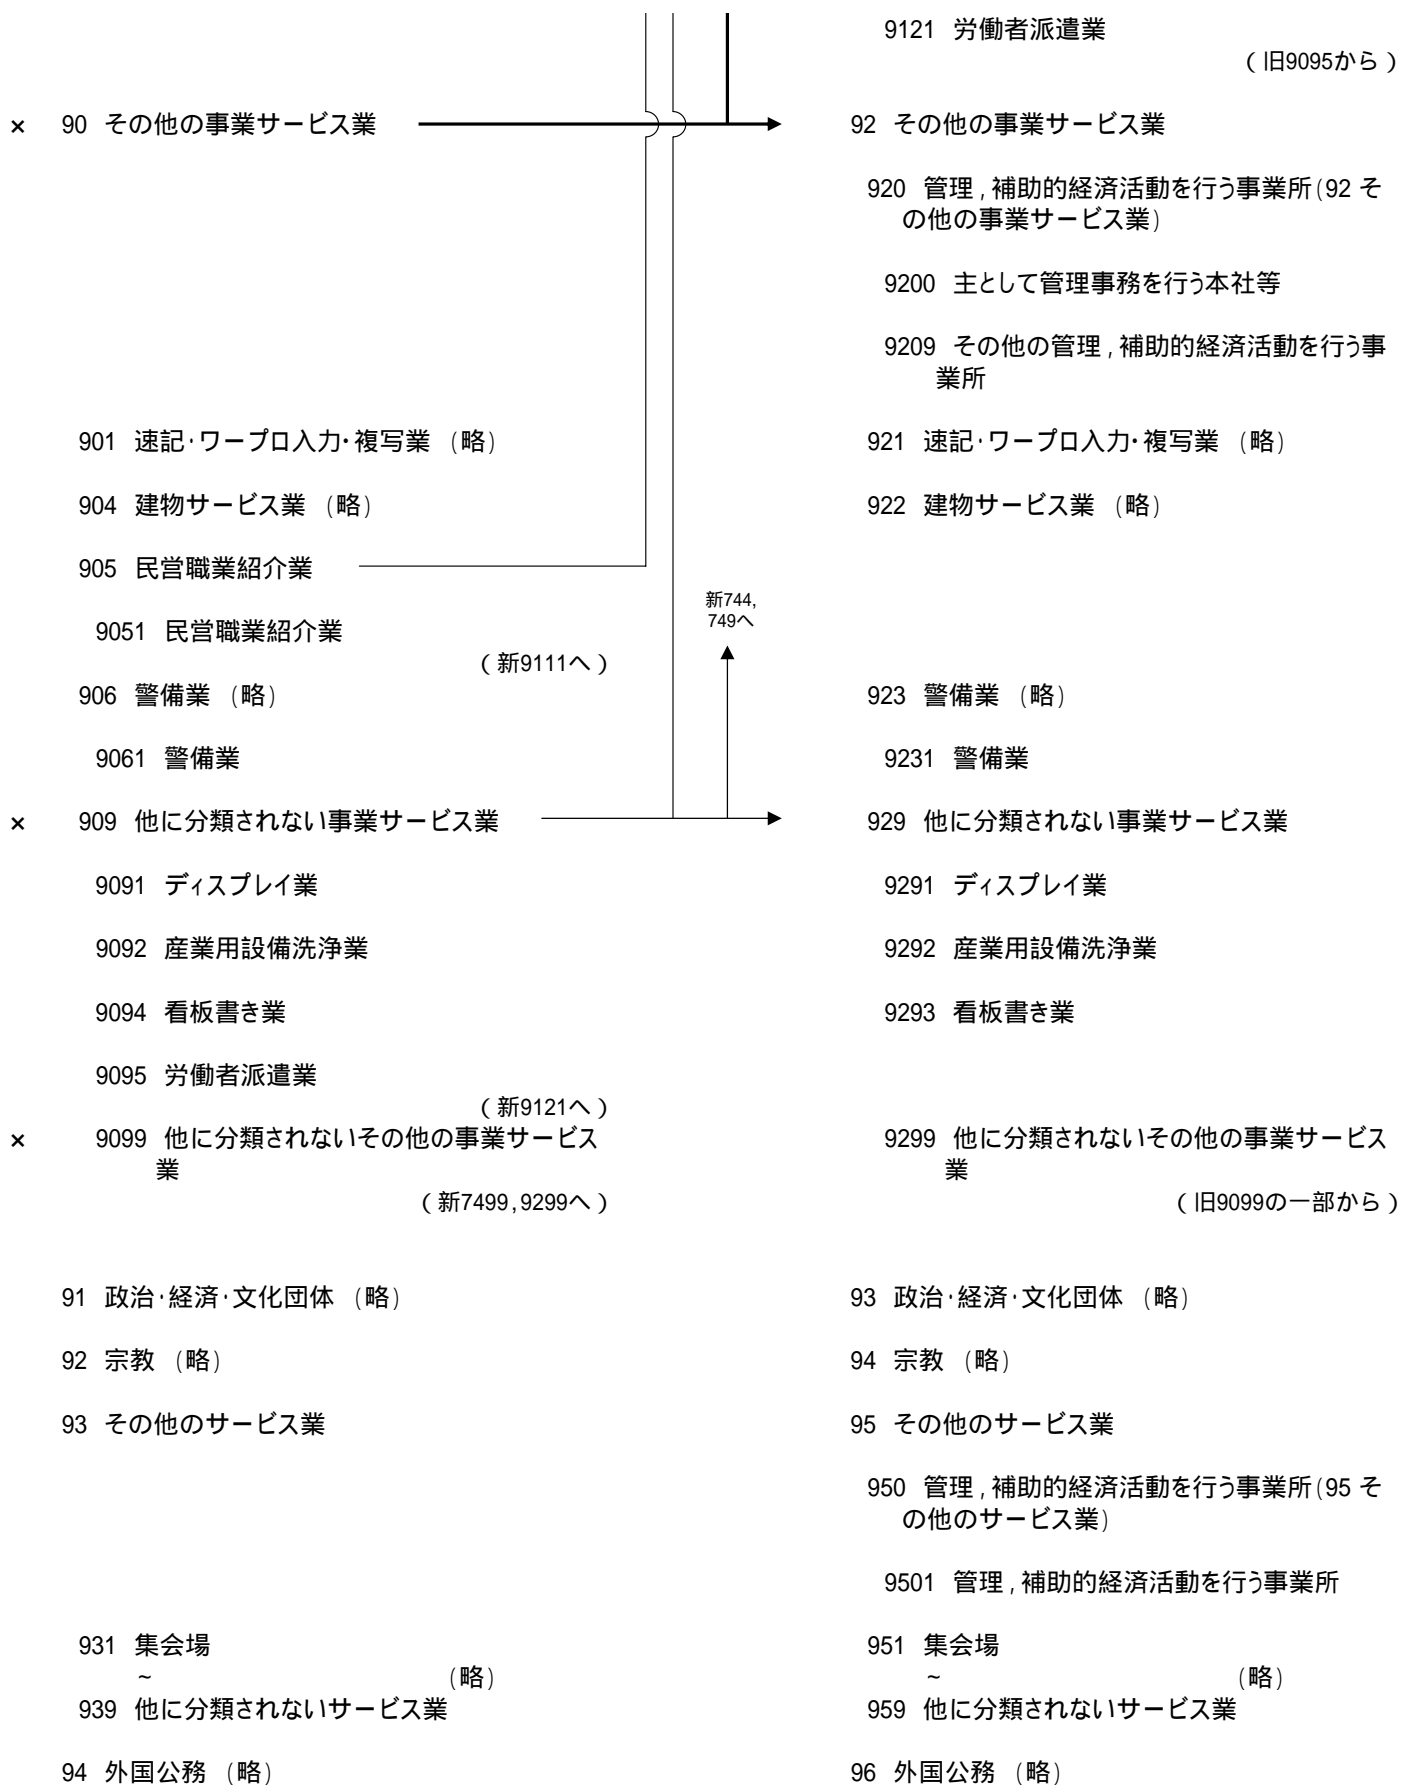 9121 労働者派遣業
(旧9095から)
× 90 その他の事業サービス業 92 その他の事業サービス業
920 管理,補助的経済活動を行う事業所(92 そ
の他の事業サービス業)
9200 主として管理事務を行う本社等
9209 その他の管理,補助的経済活動を行う事
業所
901 速記・ワープロ入力・複写業 (略) 921 速記・ワープロ入力・複写業 (略)
904 建物サービス業 (略) 922 建物サービス業 (略)
905 民営職業紹介業
新744,
749へ
9051 民営職業紹介業
(新9111へ)
906 警備業 (略) 923 警備業 (略)
9061 警備業 9231 警備業
× 909 他に分類されない事業サービス業 929 他に分類されない事業サービス業
9091 ディスプレイ業 9291 ディスプレイ業
9092 産業用設備洗浄業 9292 産業用設備洗浄業
9094 看板書き業 9293 看板書き業
9095 労働者派遣業
(新9121へ)
× 9099 他に分類されないその他の事業サービス 9299 他に分類されないその他の事業サービス
業 業
(新7499,9299へ) (旧9099の一部から)
91 政治・経済・文化団体 (略) 93 政治・経済・文化団体 (略)
92 宗教 (略) 94 宗教 (略)
93 その他のサービス業 95 その他のサービス業
950 管理,補助的経済活動を行う事業所(95 そ
の他のサービス業)
9501 管理,補助的経済活動を行う事業所
931 集会場 951 集会場
~ (略) ~ (略)
939 他に分類されないサービス業 959 他に分類されないサービス業
94 外国公務 (略) 96 外国公務 (略)